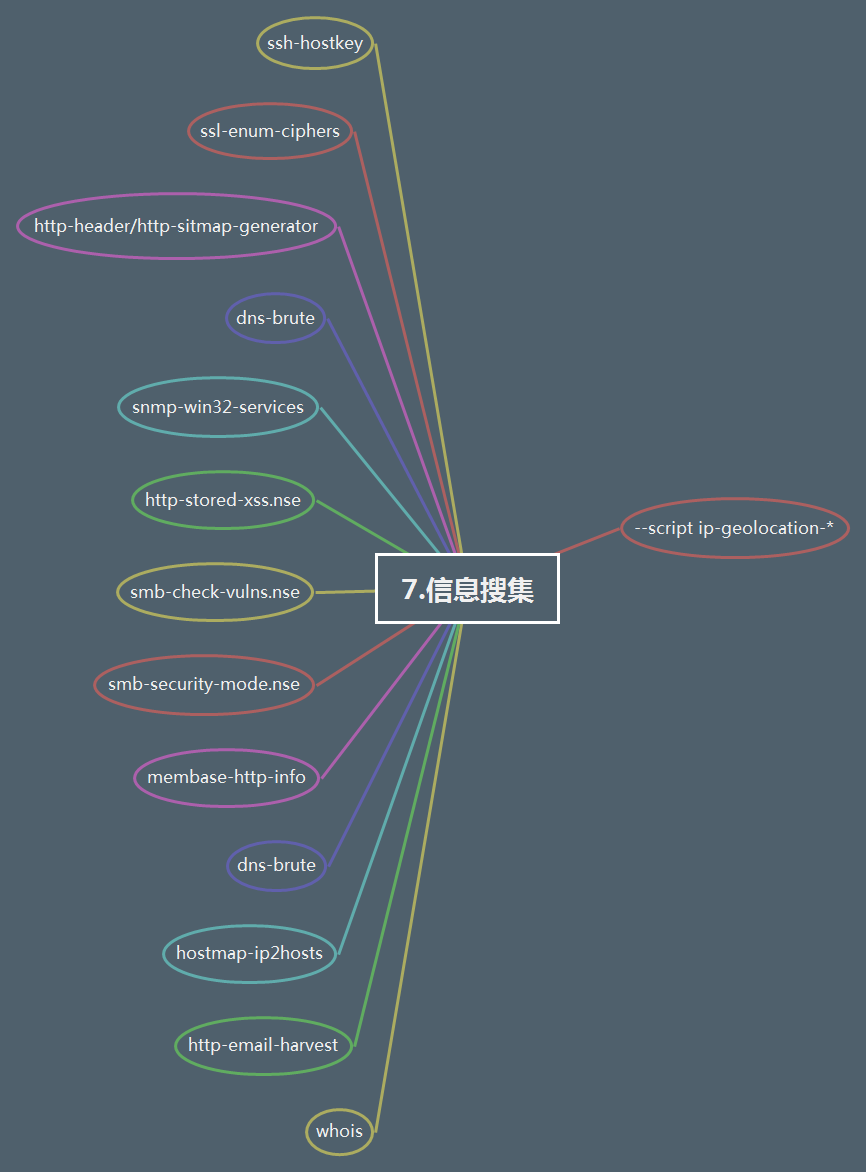 ssh-hostkey
ssl-enum-ciphers
http-header/http-sitmap-generator
dns-brute
snmp-win32-services
http-stored-xss.nse
--script ip-geolocation-*
7.信息搜集
smb-check-vulns.nse
smb-security-mode.nse
membase-http-info
dns-brute
hostmap-ip2hosts
http-email-harvest
whois